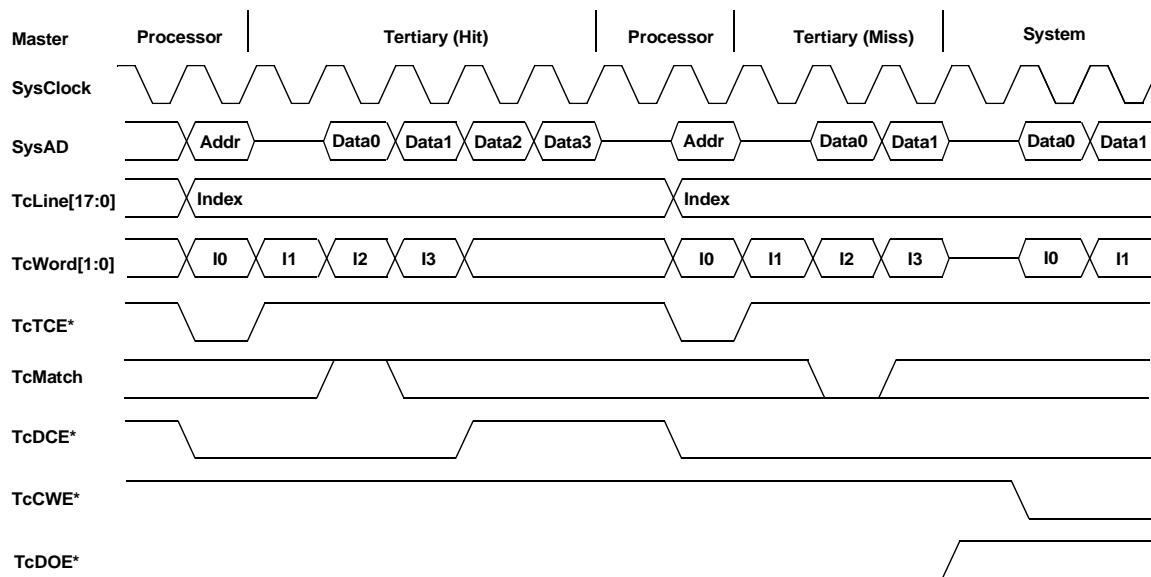 Master Processor Tertiary (Hit) Processor Tertiary (Miss) System
SysClock
SysAD Addr Data0 Data1 Data2 Data3 Addr Data0 Data1 Data0 Data1
TcLine[17:0] Index Index
TcWord[1:0] I0 I1 I2 I3 I0 I1 I2 I3 I0 I1
TcTCE*
TcMatch
TcDCE*
TcCWE*
TcDOE*